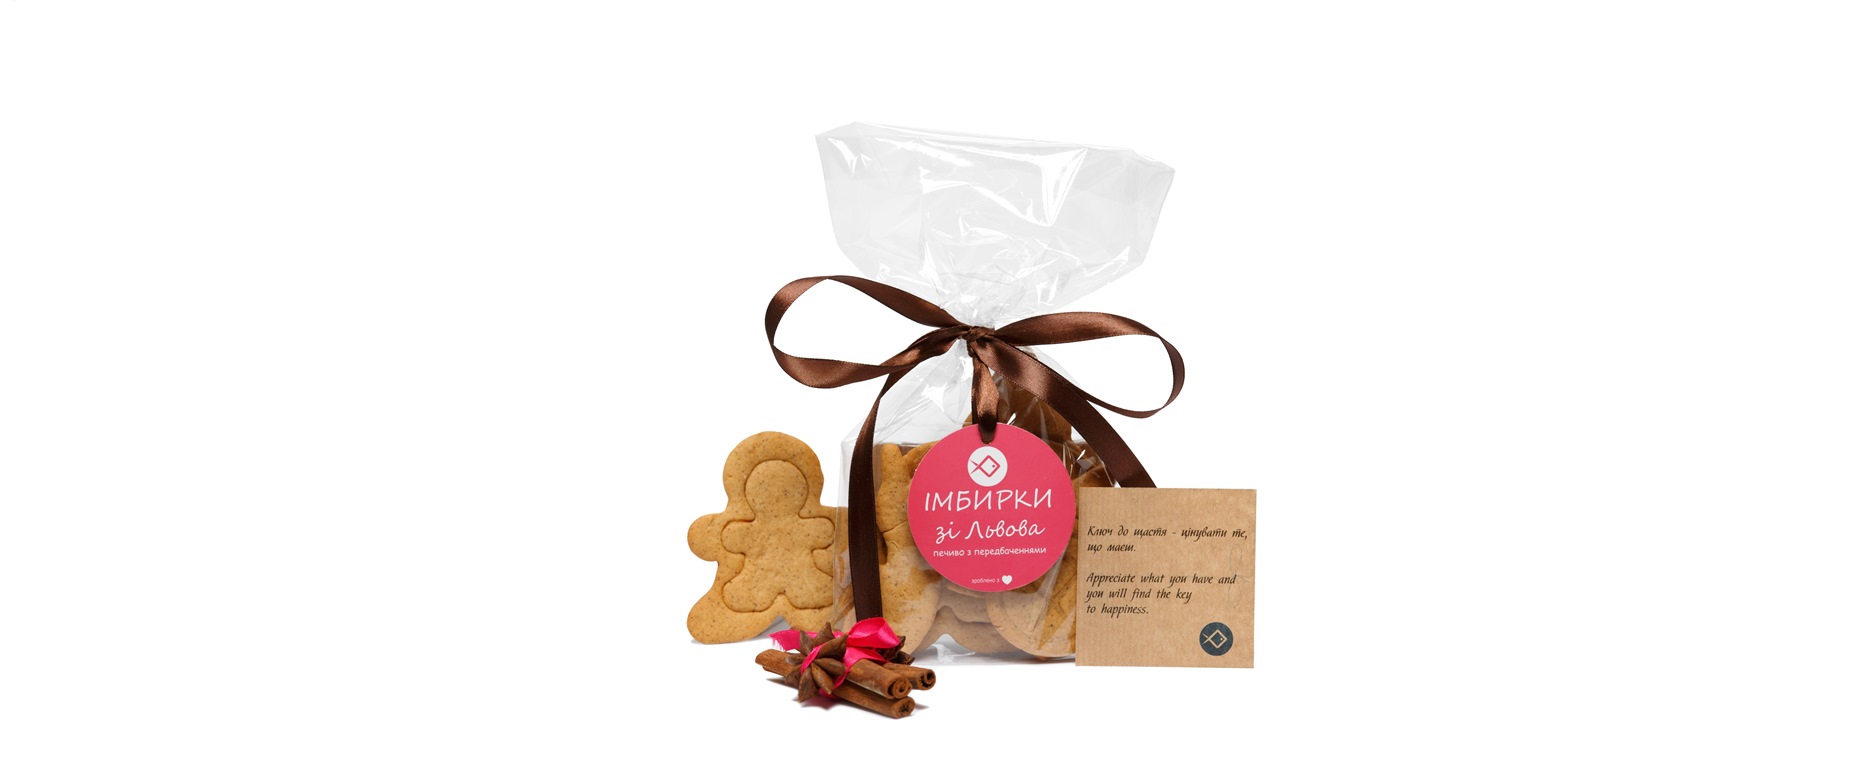 ІМБИРКИ
зі Львова
печиво з передбаченнями
зроблено з
Ключ до щастя - цінувати те,
що маєш.
Appreciate what you have and
you will find the key
to happiness.